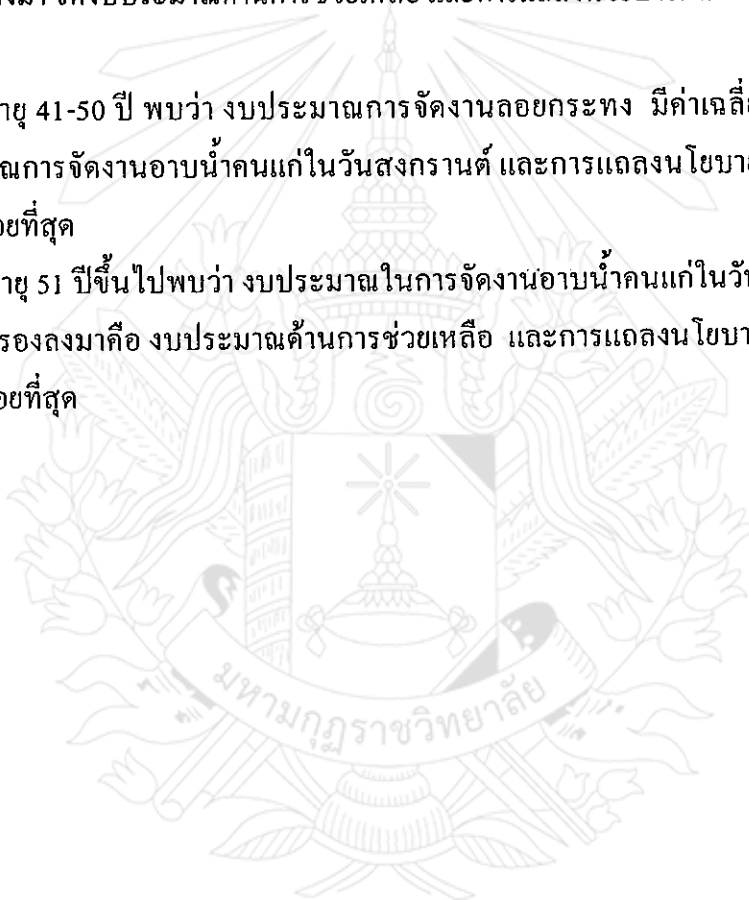 ายุ 41-50 ปี พบว่า งบประมาณการจัดงานลอยกระทง มีค่าเฉลี่
ณการจัดงานอาบน้ำคนแก่ในวันสงกรานต์ และการแถลงนโยบา
อยที่สุด
ายุ 51 ปีขึ้นไปพบว่า งบประมาณในการจัดงานอาบน้ำคนแก่ในวั
รองลงมาคือ งบประมาณด้านการช่วยเหลือ และการแถลงนโยบา
อยที่สุด
มหามกุฏราชวิทยาลัย